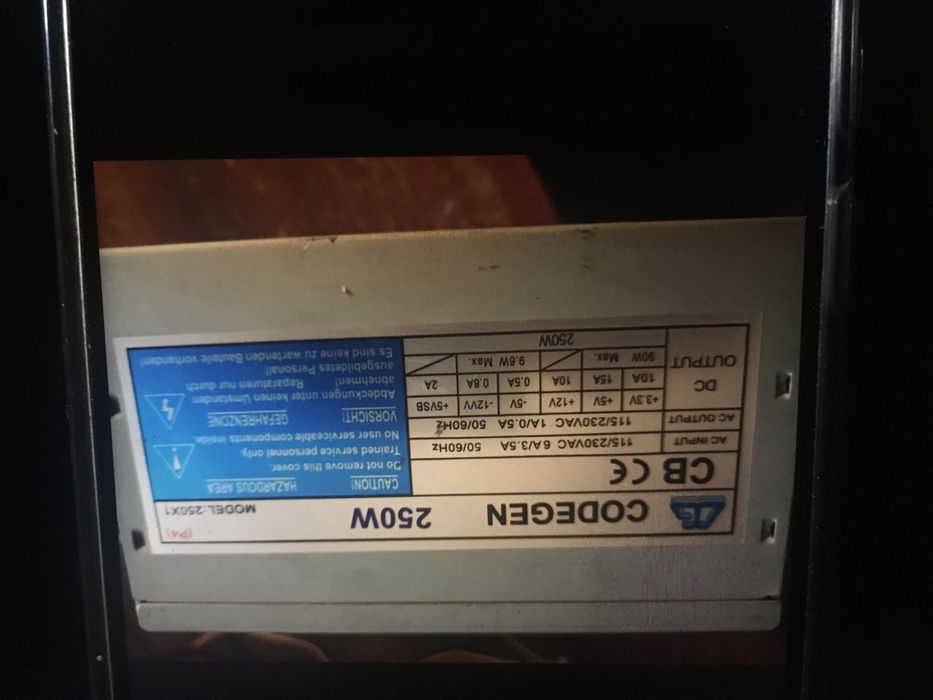 CODEGEN 250W MODEL:250X1 (P4)
CB CE
AC INPUT 115/230VAC 6A/3.5A 50/60Hz
AC OUTPUT 115/230VAC 1A/0.5A 50/60Hz
DC OUTPUT
+3.3V +5V +12V -5V -12VV +5VSB
10A 15A 10A 0.5A 0.8A 2A
90W Max. 9.6W Max.
250W
CAUTION! HAZARDOUS AREA
Do not remove this cover.
Trained service personnel only.
No user serviceable components inside
VORSICHT! GEFAHRENZONE
Abdeckungen unter keinen Umständen
abnehmen! Reparaturen nur durch
ausgebildetes Personal!
Es sind keine zu wartenden Bauteile vorhanden!